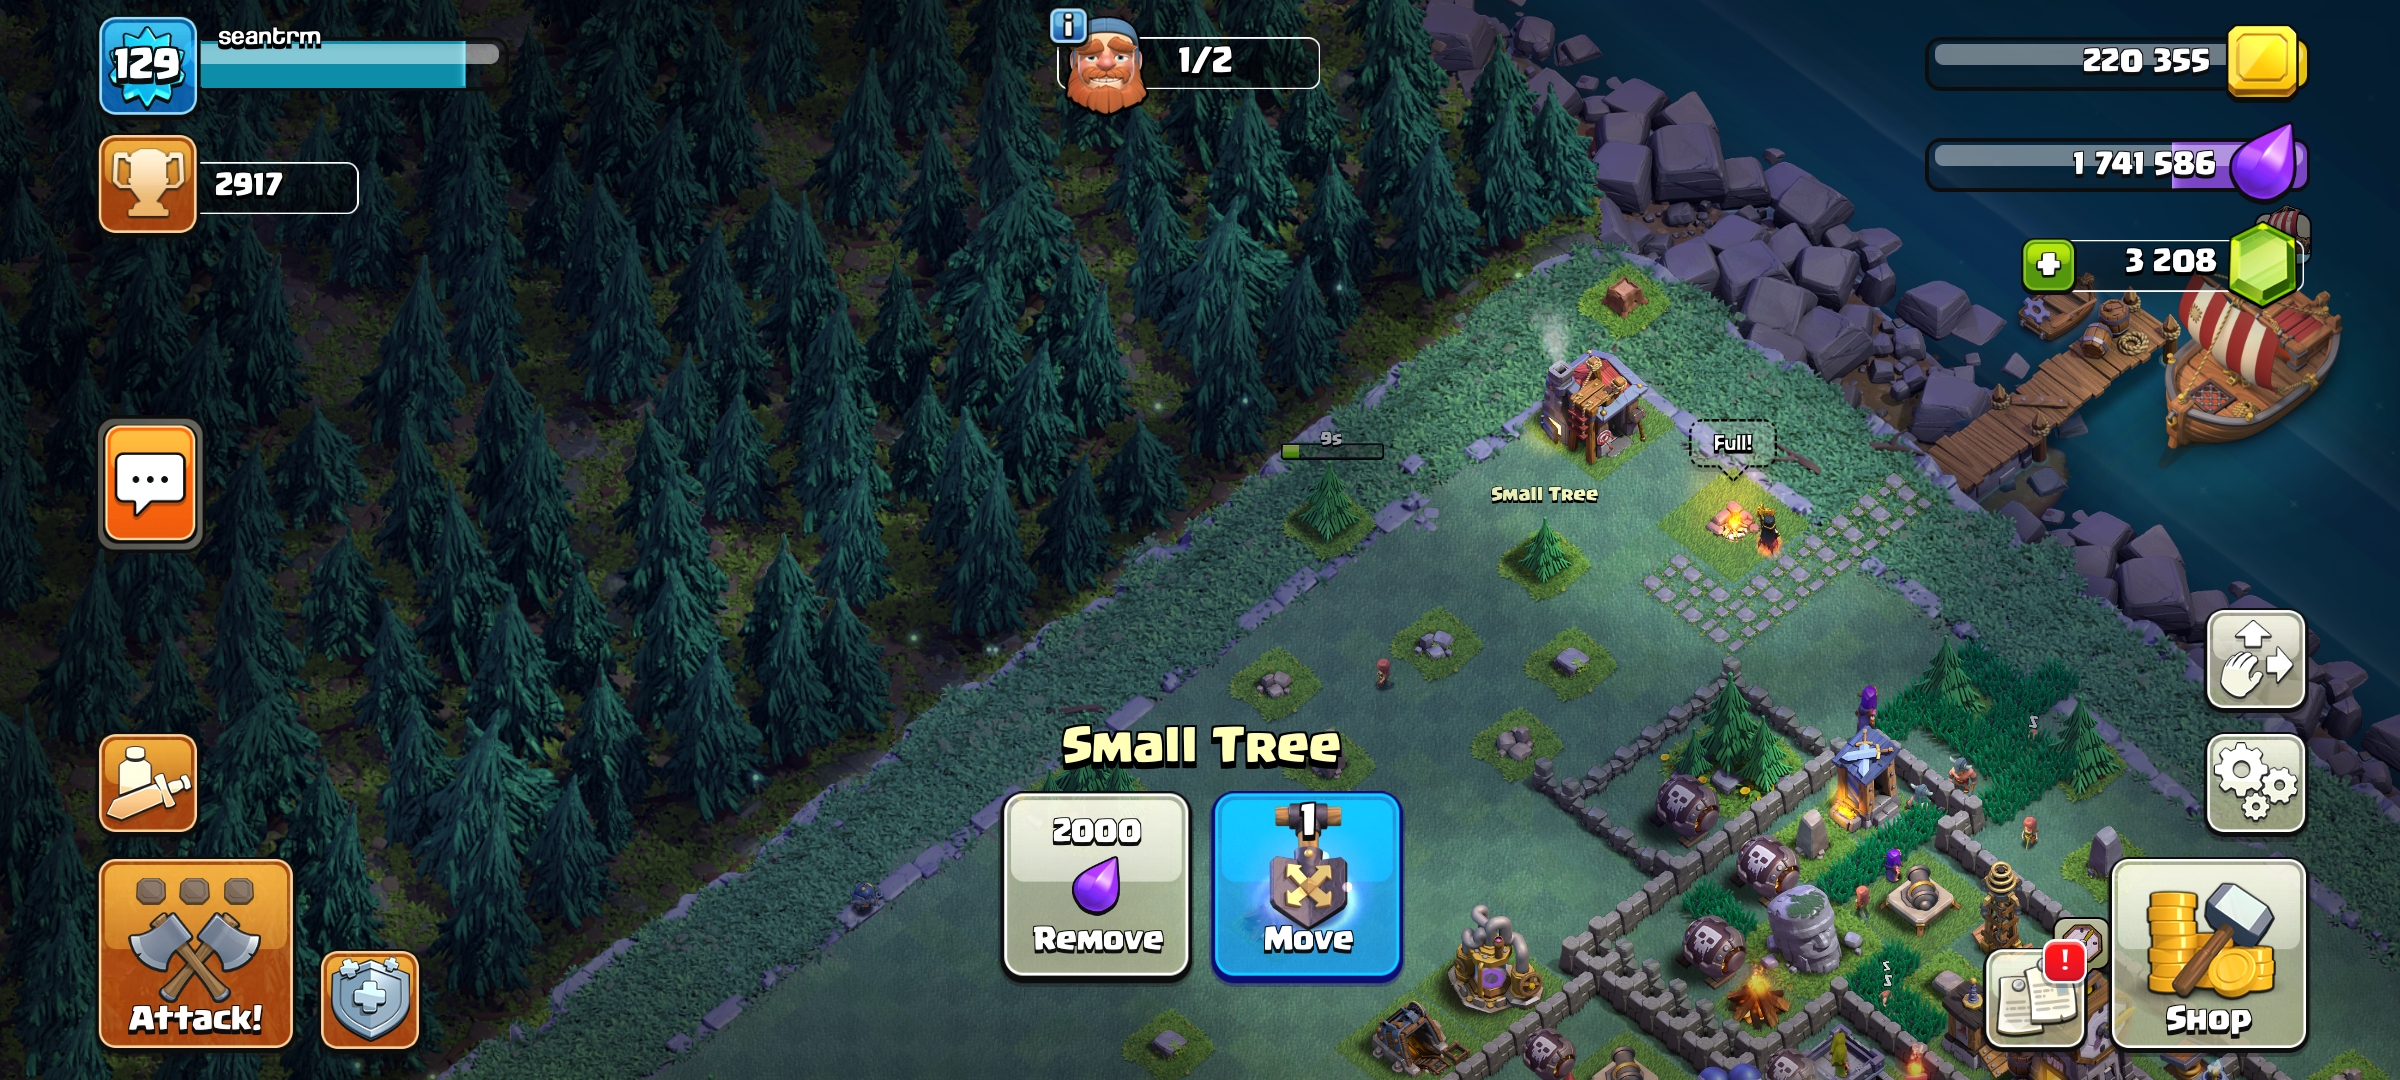 129
seantrm
1/2
220 355
2917
1 741 586
3 208
9s
Full!
Small Tree
Small Tree
2000
Remove
1
Move
Attack!
!
Shop